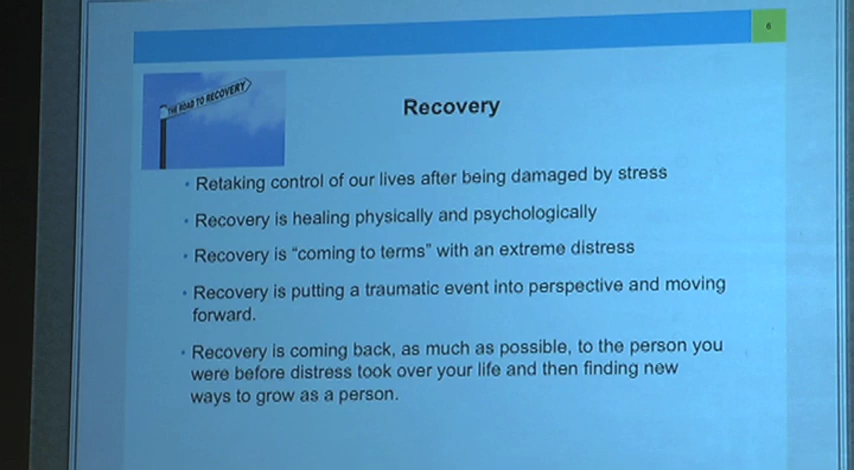 6
THE ROAD TO RECOVERY
Recovery
• Retaking control of our lives after being damaged by stress
• Recovery is healing physically and psychologically
• Recovery is “coming to terms” with an extreme distress
• Recovery is putting a traumatic event into perspective and moving
forward.
• Recovery is coming back, as much as possible, to the person you
were before distress took over your life and then finding new
ways to grow as a person.